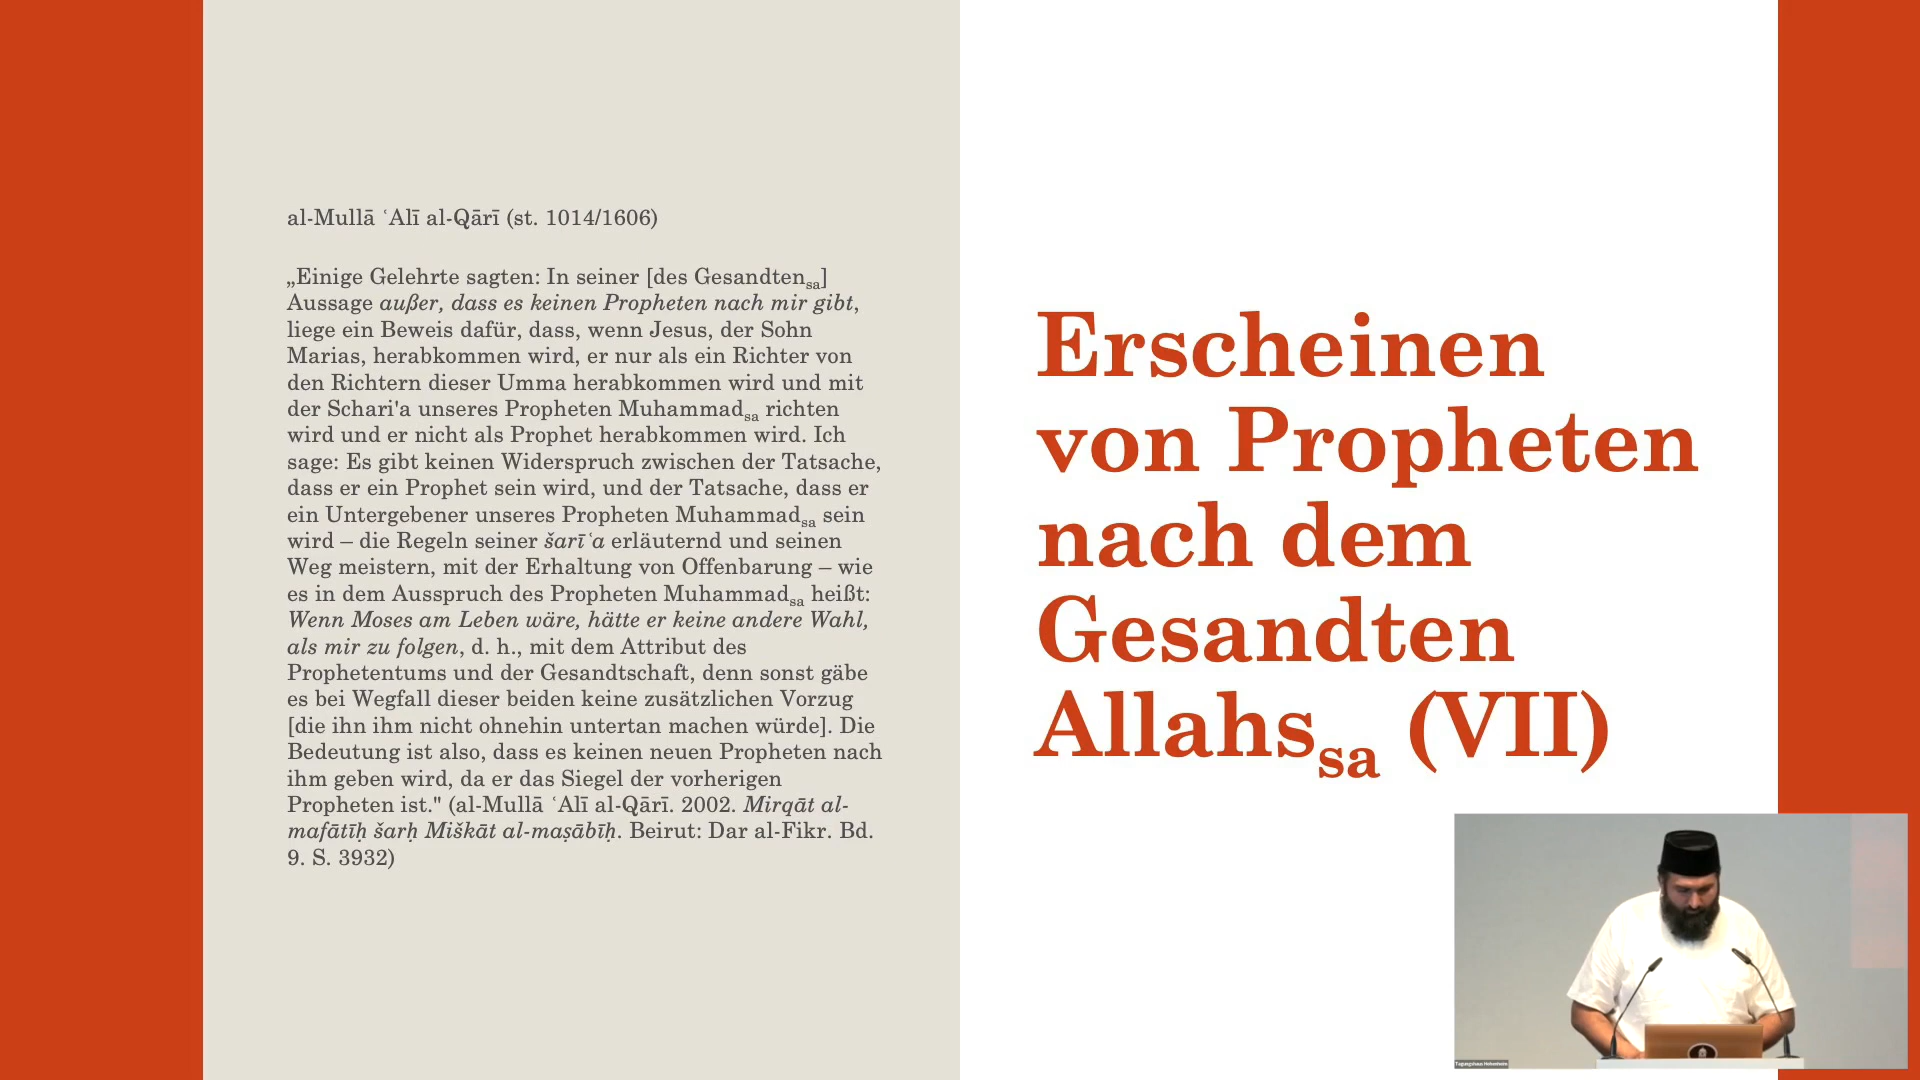 al-Mullā ʿAlī al-Qārī (st. 1014/1606)
„Einige Gelehrte sagten: In seiner [des Gesandtensa]
Aussage außer, dass es keinen Propheten nach mir gibt,
liege ein Beweis dafür, dass, wenn Jesus, der Sohn
Marias, herabkommen wird, er nur als ein Richter von
den Richtern dieser Umma herabkommen wird und mit
der Schari'a unseres Propheten Muhammadsa richten
wird und er nicht als Prophet herabkommen wird. Ich
sage: Es gibt keinen Widerspruch zwischen der Tatsache,
dass er ein Prophet sein wird, und der Tatsache, dass er
ein Untergebener unseres Propheten Muhammadsa sein
wird – die Regeln seiner šarīʿa erläuternd und seinen
Weg meistern, mit der Erhaltung von Offenbarung – wie
es in dem Ausspruch des Propheten Muhammadsa heißt:
Wenn Moses am Leben wäre, hätte er keine andere Wahl,
als mir zu folgen, d. h., mit dem Attribut des
Prophetentums und der Gesandtschaft, denn sonst gäbe
es bei Wegfall dieser beiden keine zusätzlichen Vorzug
[die ihn ihm nicht ohnehin untertan machen würde]. Die
Bedeutung ist also, dass es keinen neuen Propheten nach
ihm geben wird, da er das Siegel der vorherigen
Propheten ist." (al-Mullā ʿAlī al-Qārī. 2002. Mirqāt al-
mafātīḥ šarḥ Miškāt al-maṣābīḥ. Beirut: Dar al-Fikr. Bd.
9. S. 3932)
Erscheinen
von Propheten
nach dem
Gesandten
Allahssa (VII)
Tagungshaus Hohenheim